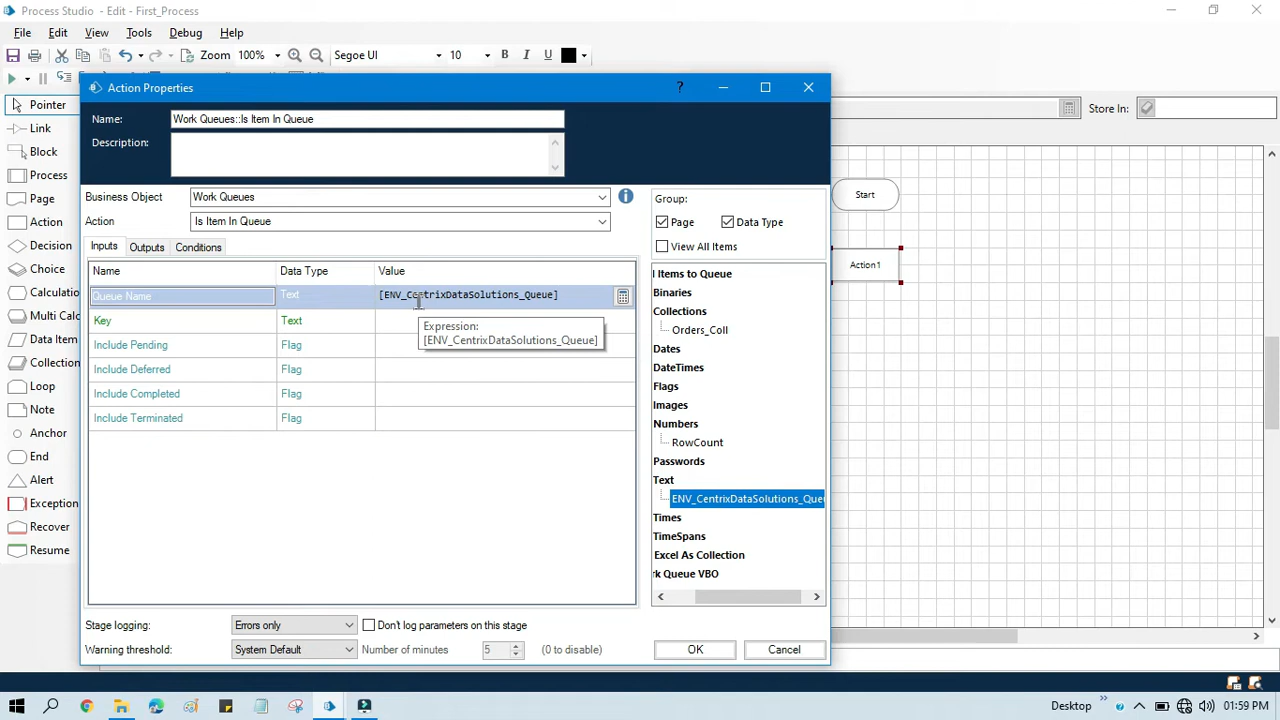 Process Studio - Edit - First_Process
File Edit View Tools Debug Help
Zoom 100% Segoe UI 10 B I U
Action Properties
?
Pointer
Link
Block
Process
Page
Action
Decision
Choice
Calculatio
Multi Calc
Data Item
Collection
Loop
Note
Anchor
End
Alert
Exception
Recover
Resume
Name: Work Queues::Is Item In Queue
Description:
Business Object Work Queues
Action Is Item In Queue
Inputs Outputs Conditions
Name Data Type Value
Queue Name Text [ENV_CentrixDataSolutions_Queue]
Key Text
Include Pending Flag
Include Deferred Flag
Include Completed Flag
Include Terminated Flag
Expression:
[ENV_CentrixDataSolutions_Queue]
Stage logging: Errors only Don't log parameters on this stage
Warning threshold: System Default Number of minutes 5 (0 to disable)
OK Cancel
Group:
Page Data Type
View All Items
l Items to Queue
Binaries
Collections
Orders_Coll
Dates
DateTimes
Flags
Images
Numbers
RowCount
Passwords
Text
ENV_CentrixDataSolutions_Queu
Times
TimeSpans
Excel As Collection
rk Queue VBO
Store In:
Start
Action1
Desktop
01:59 PM